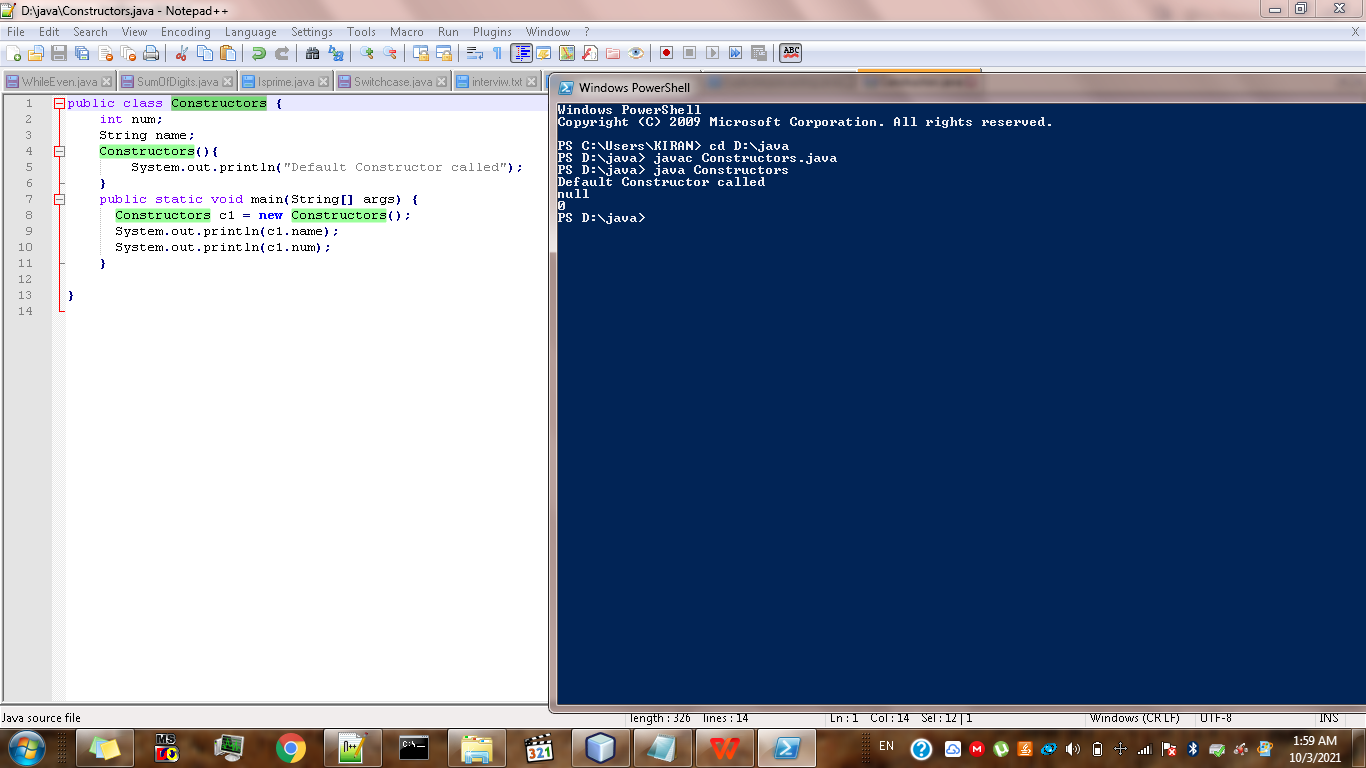 D:\java\Constructors.java - Notepad++
File Edit Search View Encoding Language Settings Tools Macro Run Plugins Window ? X
ABC
WhileEven.java SumOfDigits.java Isprime.java Switchcase.java interviw.txt
1 public class Constructors {
2 int num;
3 String name;
4 Constructors(){
5 System.out.println("Default Constructor called");
6 }
7 public static void main(String[] args) {
8 Constructors c1 = new Constructors();
9 System.out.println(c1.name);
10 System.out.println(c1.num);
11 }
12
13 }
14
Windows PowerShell
Windows PowerShell
Copyright (C) 2009 Microsoft Corporation. All rights reserved.
PS C:\Users\KIRAN> cd D:\java
PS D:\java> javac Constructors.java
PS D:\java> java Constructors
Default Constructor called
null
0
PS D:\java>
Java source file length : 326 lines : 14 Ln : 1 Col : 14 Sel : 12 | 1 Windows (CR LF) UTF-8 INS
MS
321
C:\
EN
1:59 AM
10/3/2021